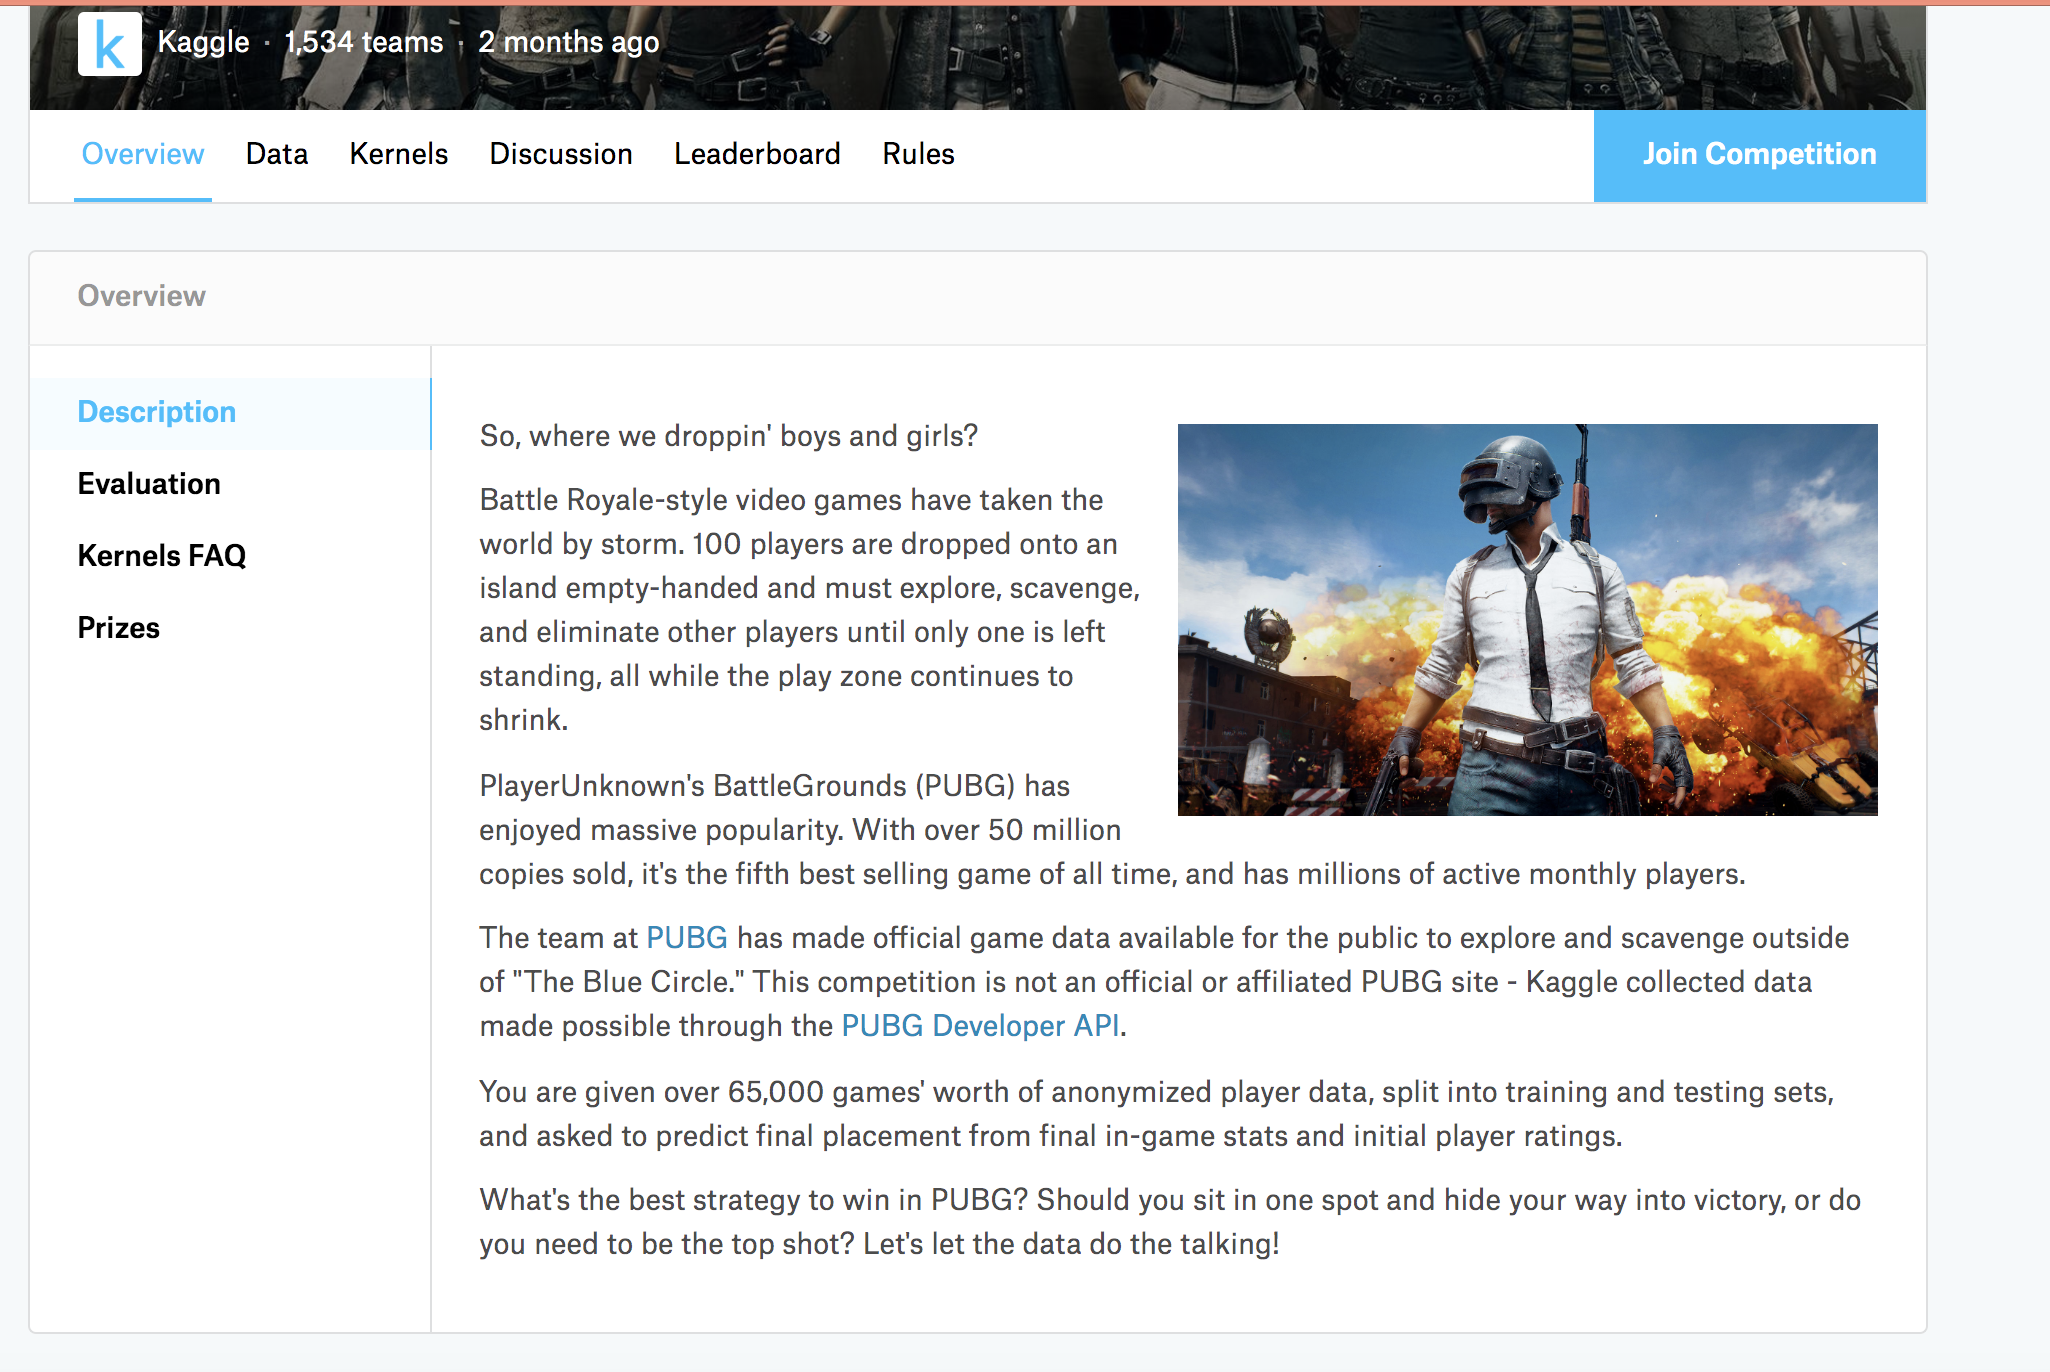 k Kaggle · 1,534 teams · 2 months ago
Overview Data Kernels Discussion Leaderboard Rules Join Competition
Overview
Description
Evaluation
Kernels FAQ
Prizes
So, where we droppin' boys and girls?
Battle Royale-style video games have taken the
world by storm. 100 players are dropped onto an
island empty-handed and must explore, scavenge,
and eliminate other players until only one is left
standing, all while the play zone continues to
shrink.
PlayerUnknown's BattleGrounds (PUBG) has
enjoyed massive popularity. With over 50 million
copies sold, it's the fifth best selling game of all time, and has millions of active monthly players.
The team at PUBG has made official game data available for the public to explore and scavenge outside
of "The Blue Circle." This competition is not an official or affiliated PUBG site - Kaggle collected data
made possible through the PUBG Developer API.
You are given over 65,000 games' worth of anonymized player data, split into training and testing sets,
and asked to predict final placement from final in-game stats and initial player ratings.
What's the best strategy to win in PUBG? Should you sit in one spot and hide your way into victory, or do
you need to be the top shot? Let's let the data do the talking!